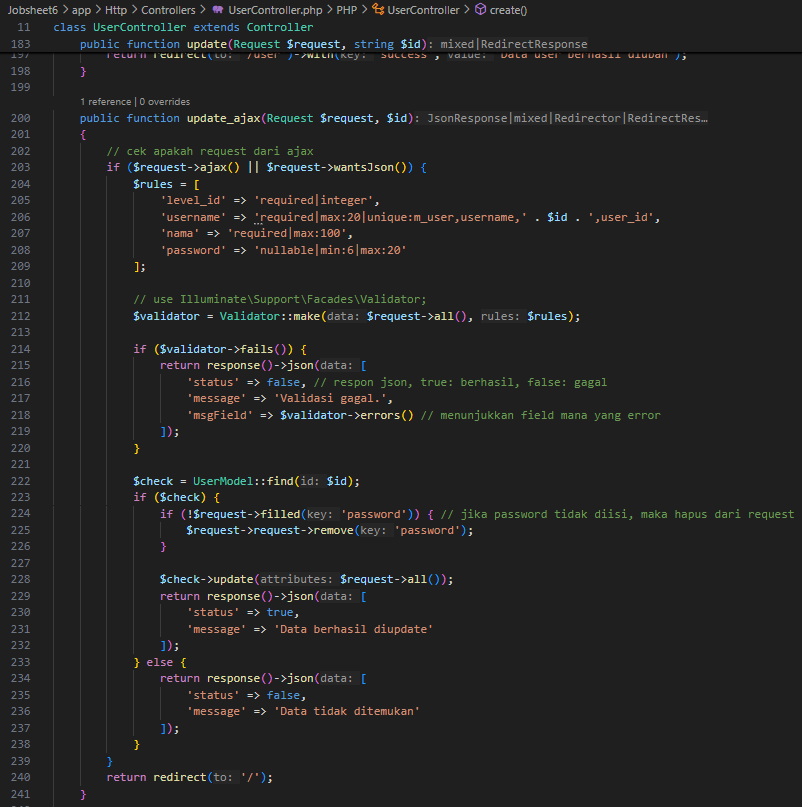 Jobsheet6 > app > Http > Controllers > UserController.php > PHP > UserController > create()
11 class UserController extends Controller
183 public function update(Request $request, string $id): mixed|RedirectResponse
197 return redirect(to: '/user')->with(key: 'success', value: 'Data user berhasil diubah');
198 }
199
1 reference | 0 overrides
200 public function update_ajax(Request $request, $id): JsonResponse|mixed|Redirector|RedirectRes…
201 {
202 // cek apakah request dari ajax
203 if ($request->ajax() || $request->wantsJson()) {
204 $rules = [
205 'level_id' => 'required|integer',
206 'username' => 'required|max:20|unique:m_user,username,' . $id . ',user_id',
207 'nama' => 'required|max:100',
208 'password' => 'nullable|min:6|max:20'
209 ];
210
211 // use Illuminate\Support\Facades\Validator;
212 $validator = Validator::make(data: $request->all(), rules: $rules);
213
214 if ($validator->fails()) {
215 return response()->json(data: [
216 'status' => false, // respon json, true: berhasil, false: gagal
217 'message' => 'Validasi gagal.',
218 'msgField' => $validator->errors() // menunjukkan field mana yang error
219 ]);
220 }
221
222 $check = UserModel::find(id: $id);
223 if ($check) {
224 if (!$request->filled(key: 'password')) { // jika password tidak diisi, maka hapus dari request
225 $request->request->remove(key: 'password');
226 }
227
228 $check->update(attributes: $request->all());
229 return response()->json(data: [
230 'status' => true,
231 'message' => 'Data berhasil diupdate'
232 ]);
233 } else {
234 return response()->json(data: [
235 'status' => false,
236 'message' => 'Data tidak ditemukan'
237 ]);
238 }
239 }
240 return redirect(to: '/');
241 }